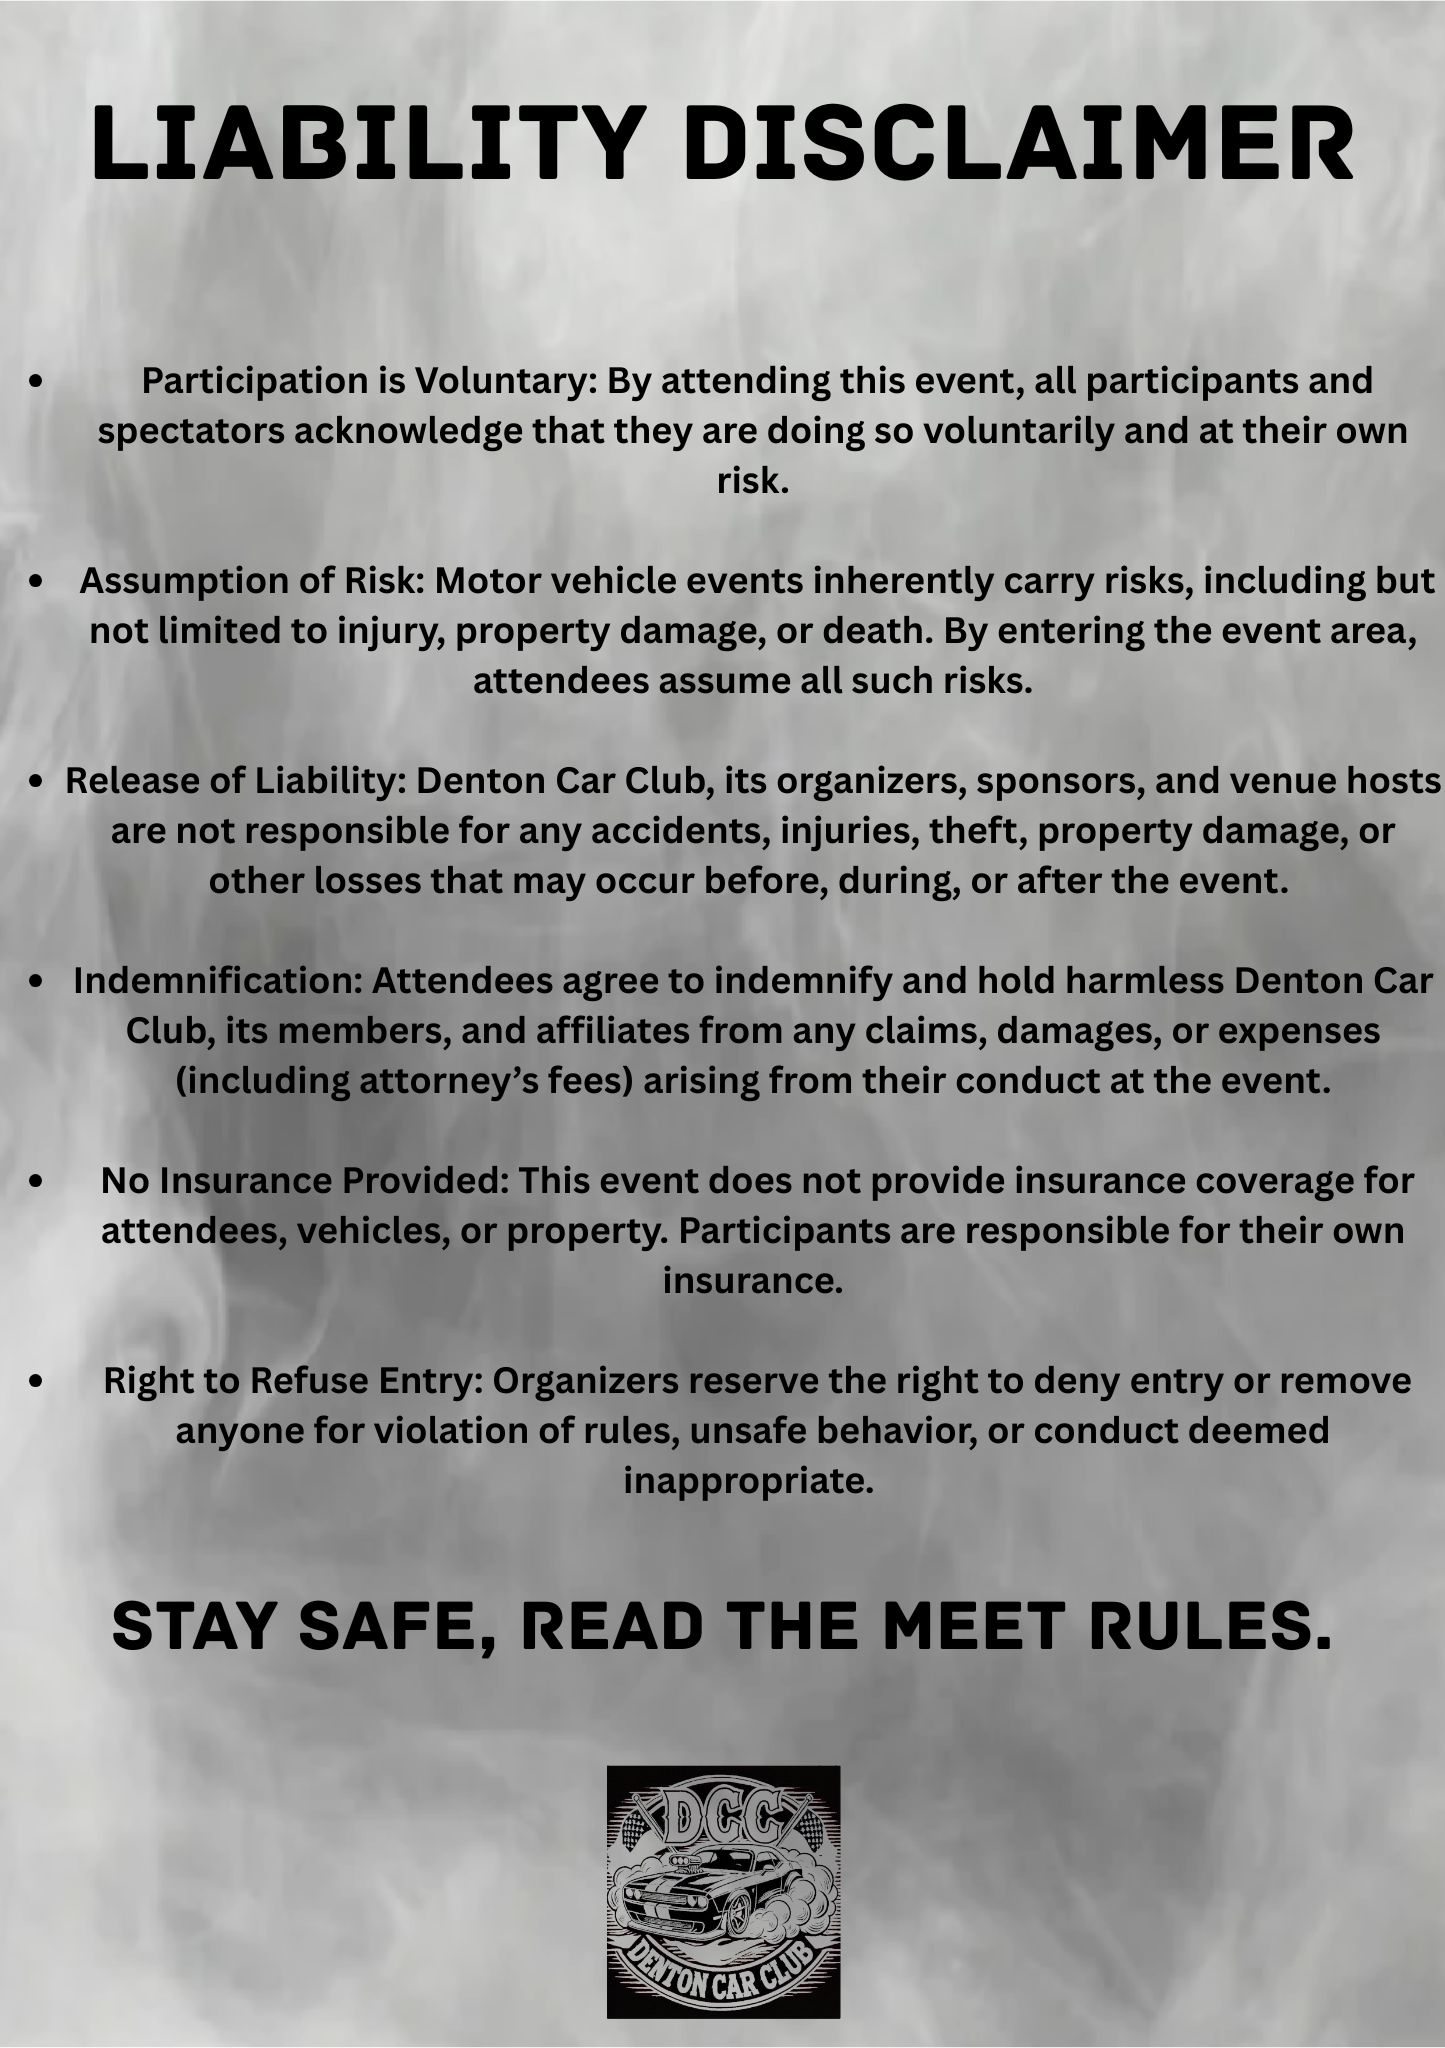 LIABILITY DISCLAIMER
• Participation is Voluntary: By attending this event, all participants and
spectators acknowledge that they are doing so voluntarily and at their own
risk.
• Assumption of Risk: Motor vehicle events inherently carry risks, including but
not limited to injury, property damage, or death. By entering the event area,
attendees assume all such risks.
• Release of Liability: Denton Car Club, its organizers, sponsors, and venue hosts
are not responsible for any accidents, injuries, theft, property damage, or
other losses that may occur before, during, or after the event.
• Indemnification: Attendees agree to indemnify and hold harmless Denton Car
Club, its members, and affiliates from any claims, damages, or expenses
(including attorney’s fees) arising from their conduct at the event.
• No Insurance Provided: This event does not provide insurance coverage for
attendees, vehicles, or property. Participants are responsible for their own
insurance.
• Right to Refuse Entry: Organizers reserve the right to deny entry or remove
anyone for violation of rules, unsafe behavior, or conduct deemed
inappropriate.
STAY SAFE, READ THE MEET RULES.
DCC
DENTON CAR CLUB